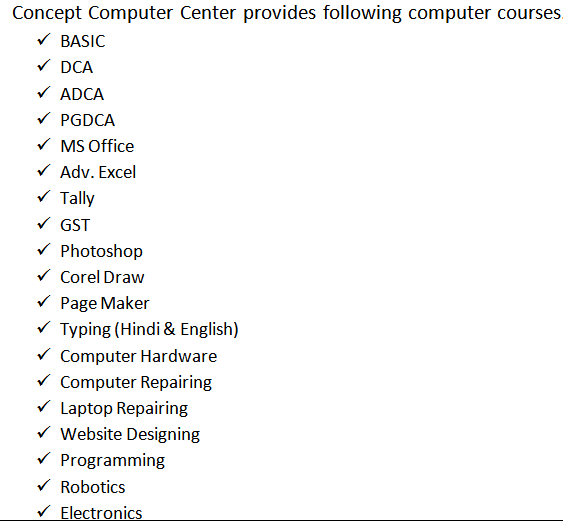 Concept Computer Center provides following computer courses.
✓ BASIC
✓ DCA
✓ ADCA
✓ PGDCA
✓ MS Office
✓ Adv. Excel
✓ Tally
✓ GST
✓ Photoshop
✓ Corel Draw
✓ Page Maker
✓ Typing (Hindi & English)
✓ Computer Hardware
✓ Computer Repairing
✓ Laptop Repairing
✓ Website Designing
✓ Programming
✓ Robotics
✓ Electronics